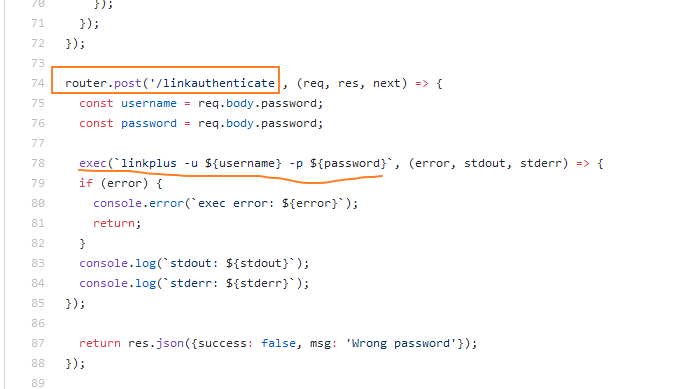 70 });
71 });
72 });
73
74 router.post('/linkauthenticate', (req, res, next) => {
75 const username = req.body.password;
76 const password = req.body.password;
77
78 exec(`linkplus -u ${username} -p ${password}`, (error, stdout, stderr) => {
79 if (error) {
80 console.error(`exec error: ${error}`);
81 return;
82 }
83 console.log(`stdout: ${stdout}`);
84 console.log(`stderr: ${stderr}`);
85 });
86
87 return res.json({success: false, msg: 'Wrong password'});
88 });
89